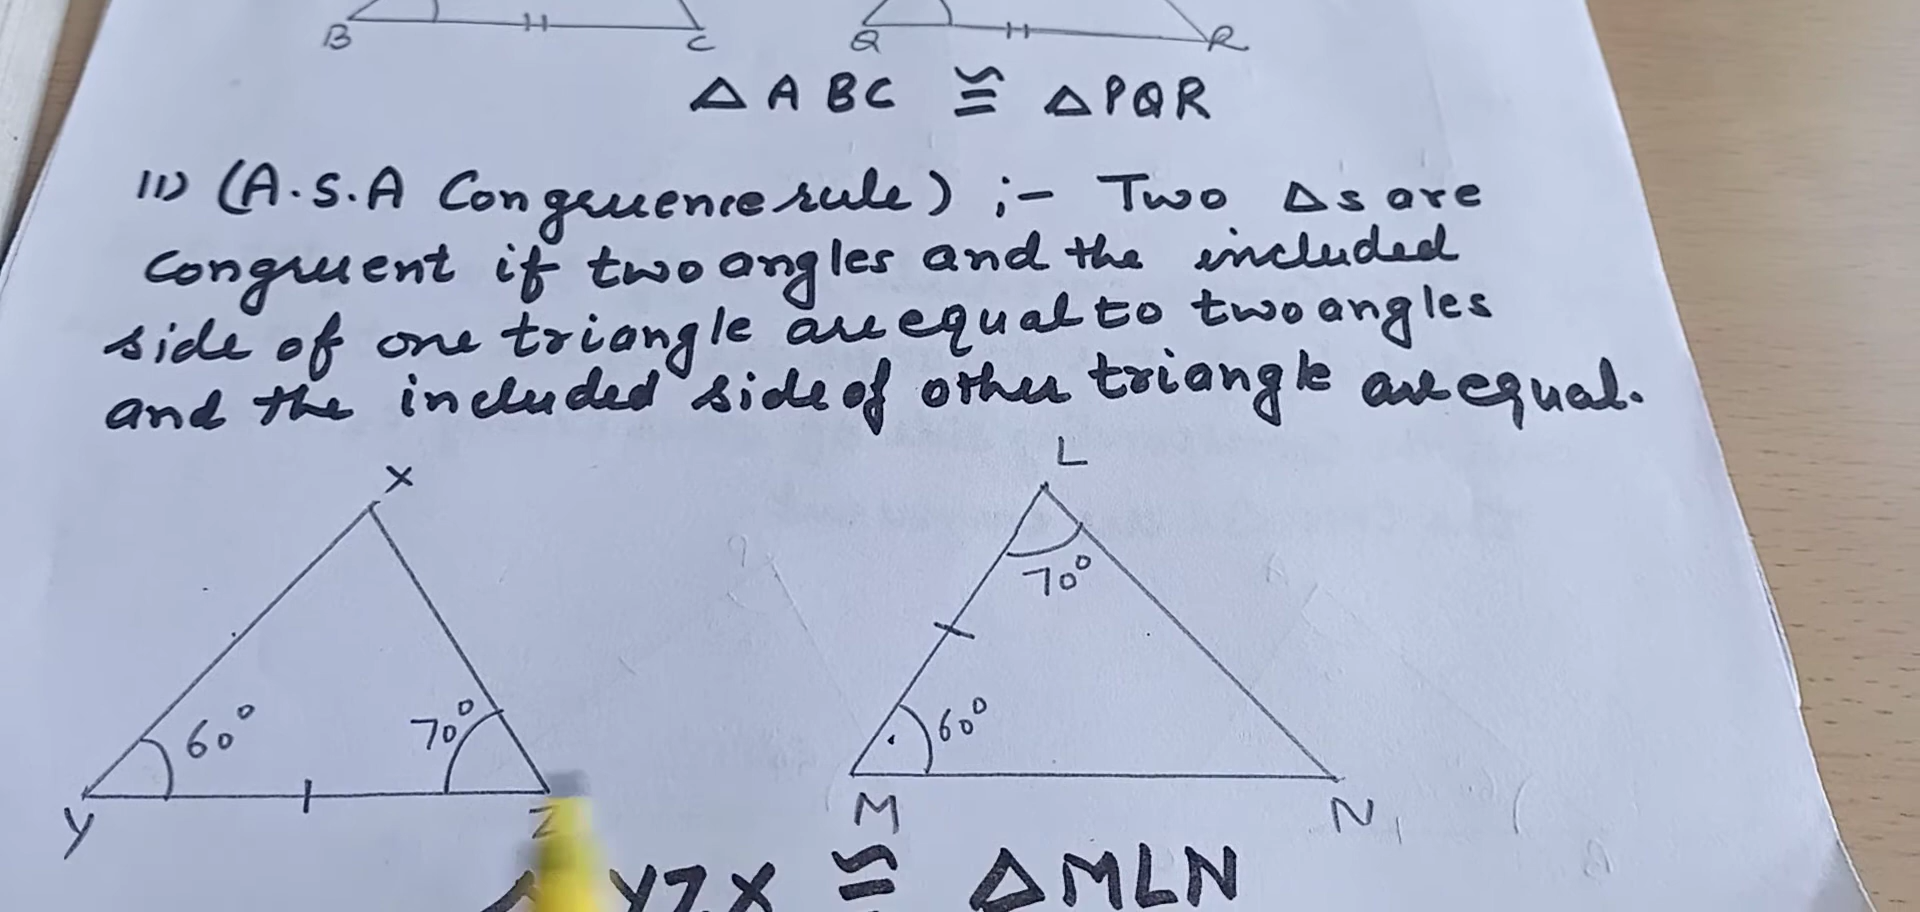 B C Q R
△ABC ≅ △PQR
II) (A.S.A Congruence rule) ;- Two △s are
congruent if two angles and the included
side of one triangle are equal to two angles
and the included side of other triangle are equal.
X L
70°
60° 70° 60°
Y Z M N
YZX ≅ △MLN